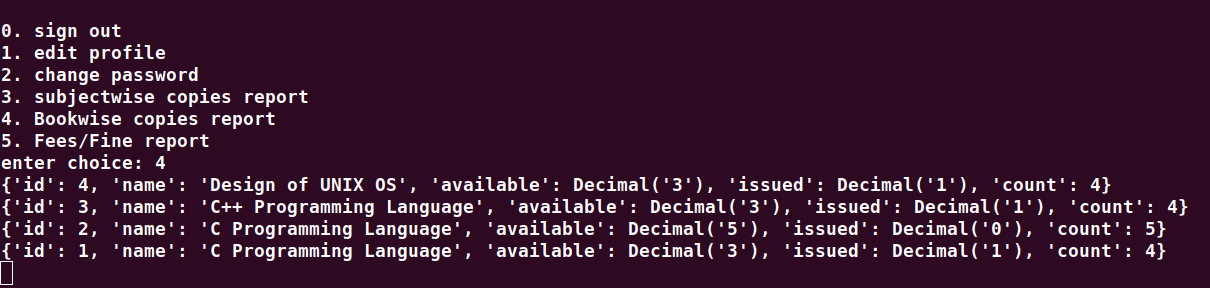 0. sign out
1. edit profile
2. change password
3. subjectwise copies report
4. Bookwise copies report
5. Fees/Fine report
enter choice: 4
{'id': 4, 'name': 'Design of UNIX OS', 'available': Decimal('3'), 'issued': Decimal('1'), 'count': 4}
{'id': 3, 'name': 'C++ Programming Language', 'available': Decimal('3'), 'issued': Decimal('1'), 'count': 4}
{'id': 2, 'name': 'C Programming Language', 'available': Decimal('5'), 'issued': Decimal('0'), 'count': 5}
{'id': 1, 'name': 'C Programming Language', 'available': Decimal('3'), 'issued': Decimal('1'), 'count': 4}